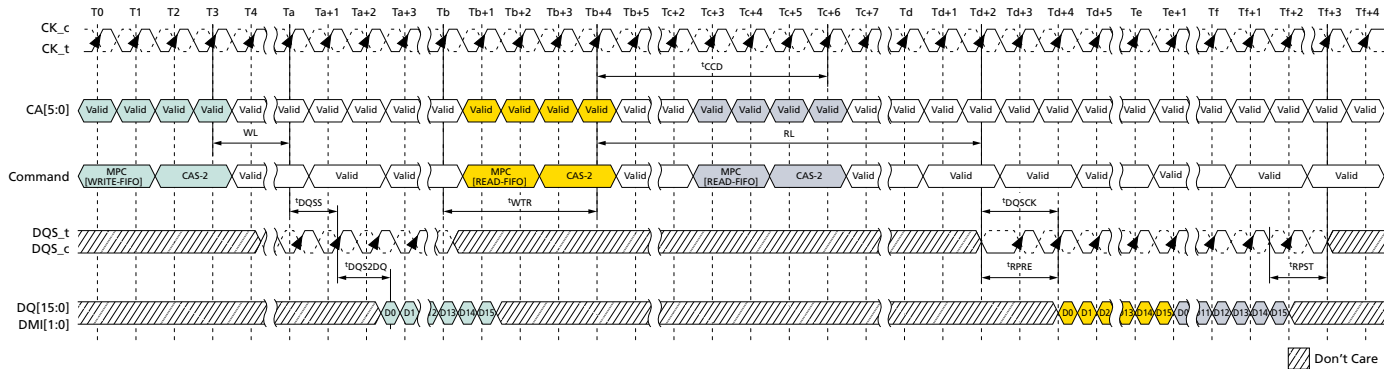 T0 T1 T2 T3 T4 Ta Ta+1 Ta+2 Ta+3 Tb Tb+1 Tb+2 Tb+3 Tb+4 Tb+5 Tc+2 Tc+3 Tc+4 Tc+5 Tc+6 Tc+7 Td Td+1 Td+2 Td+3 Td+4 Td+5 Te Te+1 Tf Tf+1 Tf+2 Tf+3 Tf+4
CK_c
CK_t
tCCD
CA[5:0] Valid Valid Valid Valid Valid Valid Valid Valid Valid Valid Valid Valid Valid Valid Valid Valid Valid Valid Valid Valid Valid Valid Valid Valid Valid Valid Valid Valid Valid Valid Valid Valid Valid
WL RL
Command MPC [WRITE-FIFO] CAS-2 Valid Valid Valid Valid MPC [READ-FIFO] CAS-2 Valid Valid MPC [READ-FIFO] CAS-2 Valid Valid Valid Valid Valid Valid Valid Valid
tDQSS tWTR tDQSCK
DQS_t
DQS_c
tDQS2DQ tRPRE tRPST
DQ[15:0] D0 D1 2 D13 D14 D15 D0 D1 D2 D13 D14 D15 D0 D11 D12 D13 D14 D15
DMI[1:0]
Don't Care